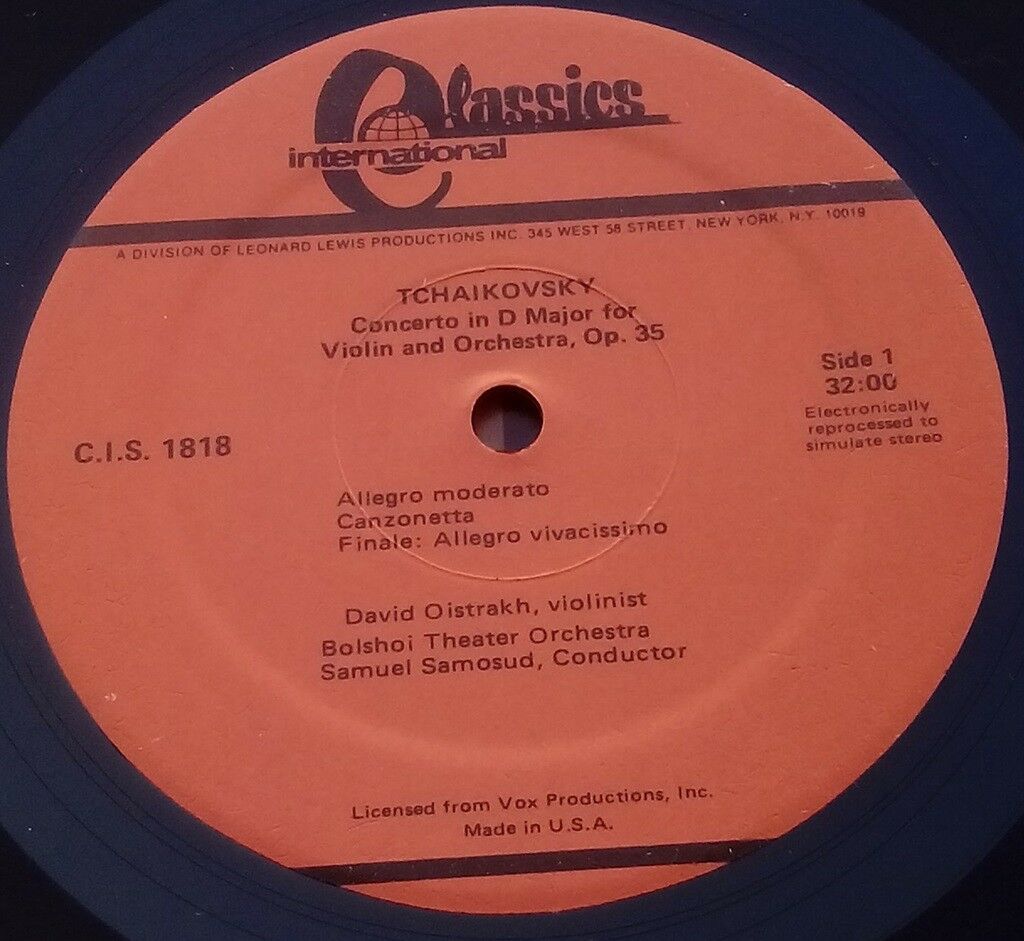 Classics
international
A DIVISION OF LEONARD LEWIS PRODUCTIONS INC. 345 WEST 58 STREET, NEW YORK, N.Y. 10019
TCHAIKOVSKY
Concerto in D Major for
Violin and Orchestra, Op. 35
Side 1
32:00
Electronically
reprocessed to
simulate stereo
C.I.S. 1818
Allegro moderato
Canzonetta
Finale: Allegro vivacissimo
David Oistrakh, violinist
Bolshoi Theater Orchestra
Samuel Samosud, Conductor
Licensed from Vox Productions, Inc.
Made in U.S.A.